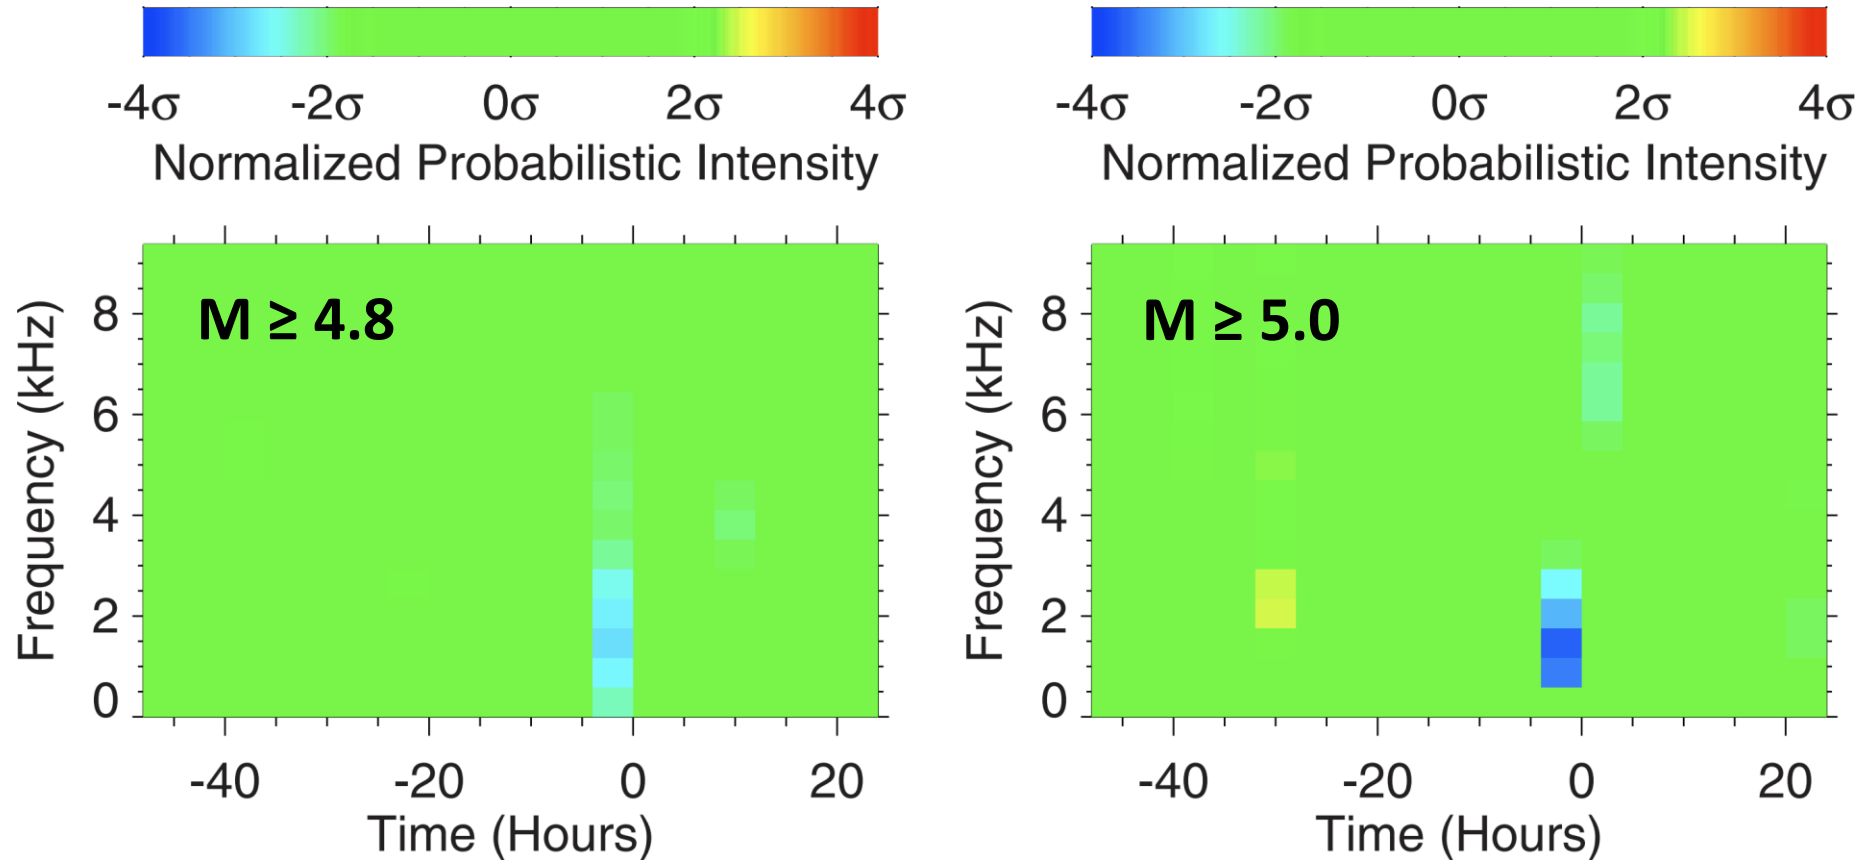 -4σ -2σ 0σ 2σ 4σ
Normalized Probabilistic Intensity
M ≥ 4.8
Frequency (kHz)
8
6
4
2
0
-40 -20 0 20
Time (Hours)
-4σ -2σ 0σ 2σ 4σ
Normalized Probabilistic Intensity
M ≥ 5.0
Frequency (kHz)
8
6
4
2
0
-40 -20 0 20
Time (Hours)